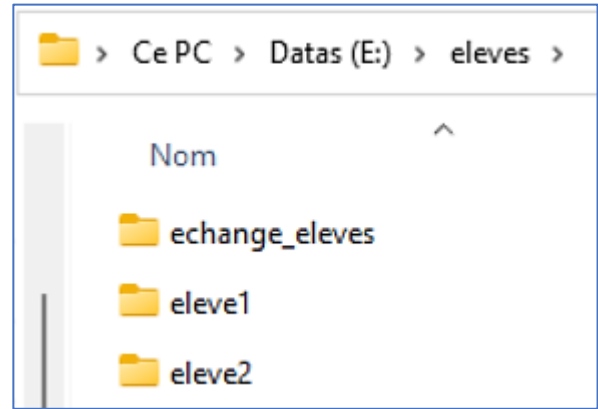 > Ce PC > Datas (E:) > eleves >
Nom
echange_eleves
eleve1
eleve2